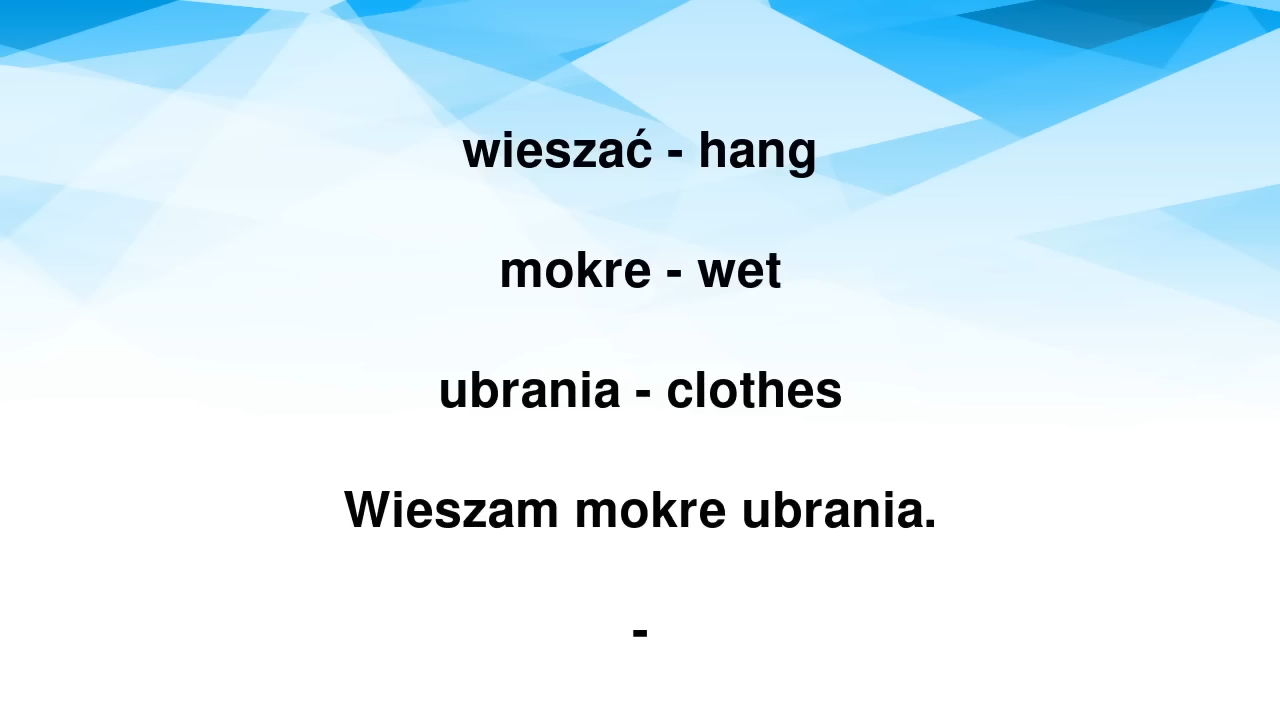 wieszać - hang
mokre - wet
ubrania - clothes
Wieszam mokre ubrania.
-